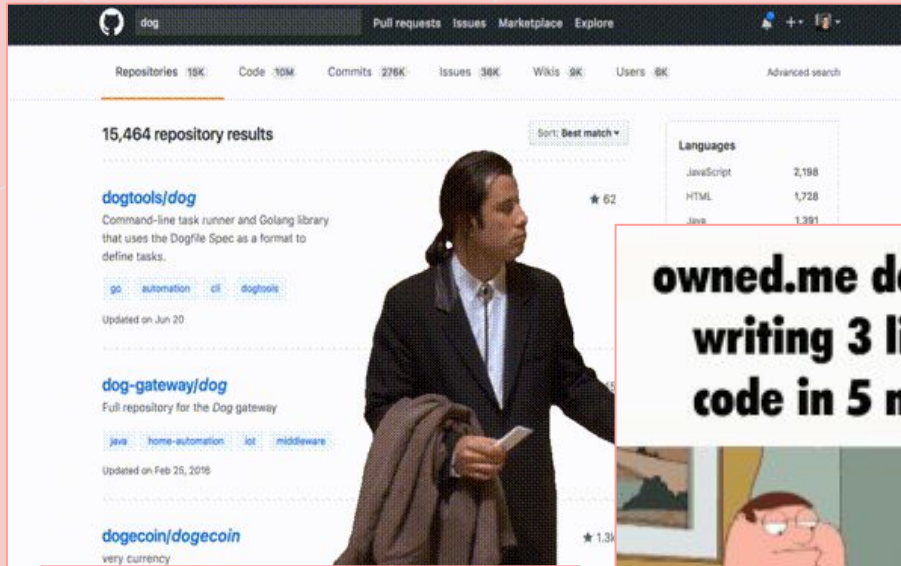 dog
Pull requests Issues Marketplace Explore
Repositories 15K Code 10M Commits 276K Issues 36K Wikis 9K Users 6K Advanced search
15,464 repository results
Sort: Best match
Languages
JavaScript 2,198
HTML 1,728
Java 1,391
dogtools/dog
★ 62
Command-line task runner and Golang library
that uses the Dogfile Spec as a format to
define tasks.
go automation cli dogtools
Updated on Jun 20
dog-gateway/dog
Full repository for the Dog gateway
java home-automation iot middleware
Updated on Feb 25, 2016
dogecoin/dogecoin
★ 1.3k
very currency
owned.me
writing 3
code in 5